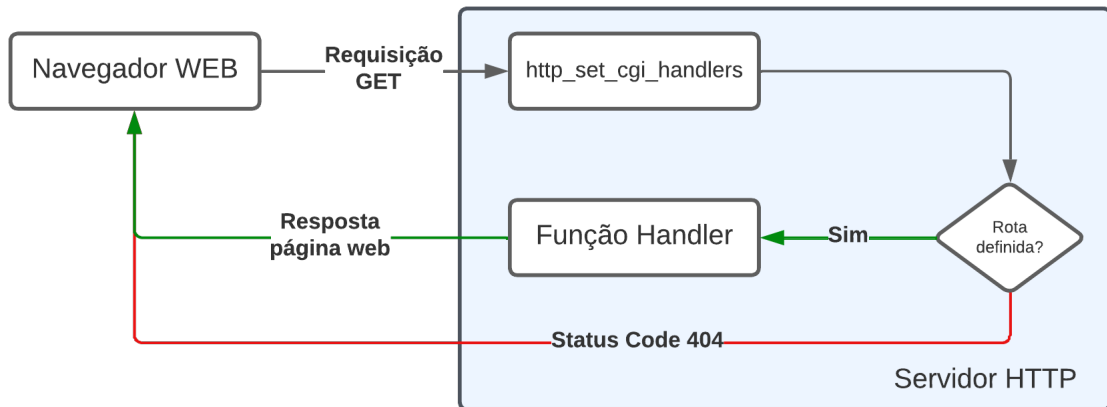 Navegador WEB
Requisição
GET
http_set_cgi_handlers
Resposta
página web
Função Handler
Sim
Rota
definida?
Status Code 404
Servidor HTTP